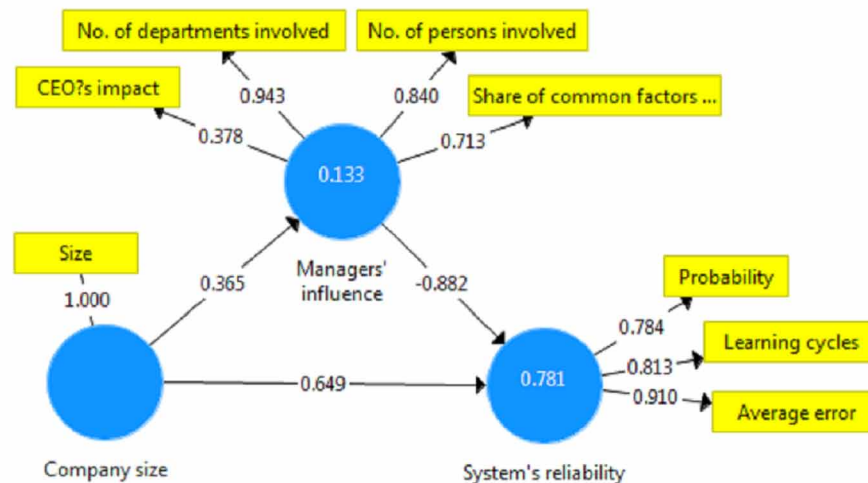 No. of departments involved
No. of persons involved
CEO?s impact
0.943
0.840
Share of common factors ...
0.378
0.713
0.133
Size
1.000
0.365
Managers'
influence
-0.882
Probability
0.784
Learning cycles
0.813
0.649
0.781
0.910
Average error
Company size
System's reliability